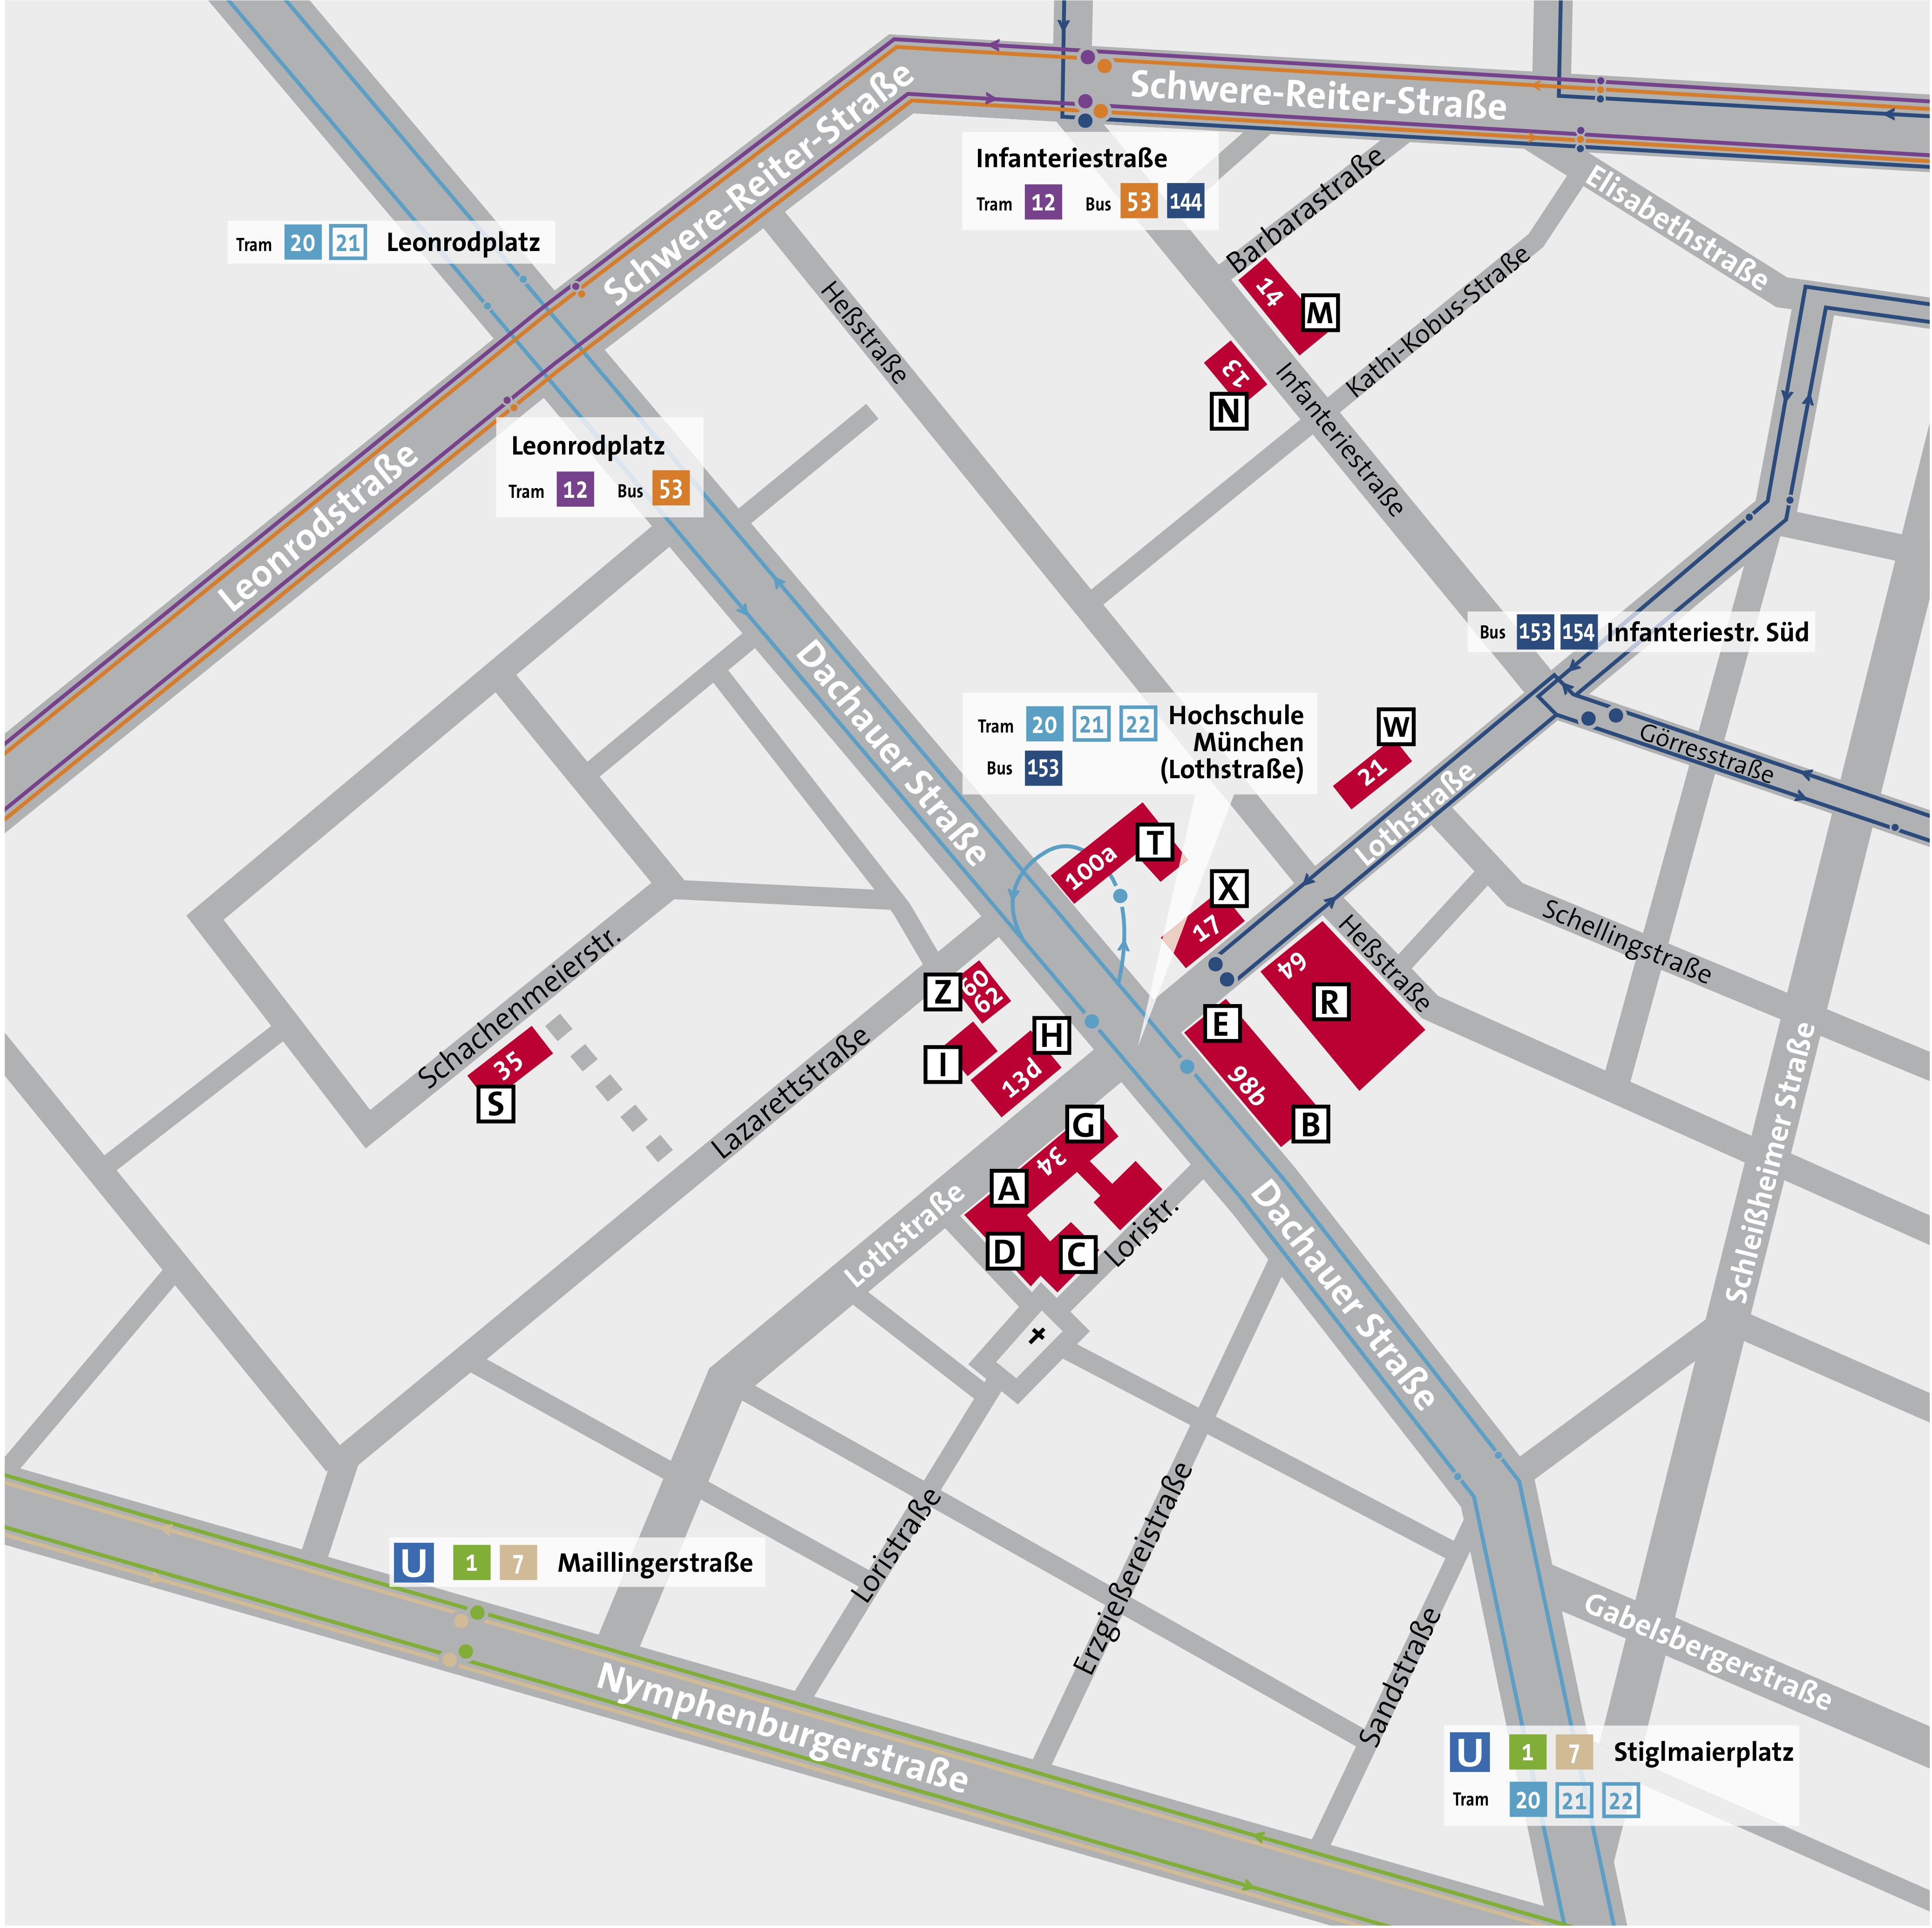 Schwere-Reiter-Straße
Infanteriestraße
Tram 12 Bus 53 144
Schwere-Reiter-Straße
Barbarastraße
Elisabethstraße
Tram 20 21 Leonrodplatz
Heßstraße
14
M
Kathi-Kobus-Straße
13
N
Infanteriestraße
Leonrodplatz
Tram 12 Bus 53
Leonrodstraße
Bus 153 154 Infanteriestr. Süd
Dachauer Straße
Tram 20 21 22 Hochschule
München
Bus 153 (Lothstraße)
W
21
Görresstraße
Lothstraße
T
100a
X
17
Schellingstraße
Heßstraße
64
R
Schachenmeierstr.
Z
60
62
E
98b
B
H
I
13d
35
S
Lazarettstraße
G
34
A
D
C
Loristr.
Lothstraße
Schleißheimer Straße
Dachauer Straße
Loristraße
Erzgießereistraße
Sandstraße
U 1 7 Maillingerstraße
Gabelsbergerstraße
Nymphenburgerstraße
U 1 7 Stiglmaierplatz
Tram 20 21 22